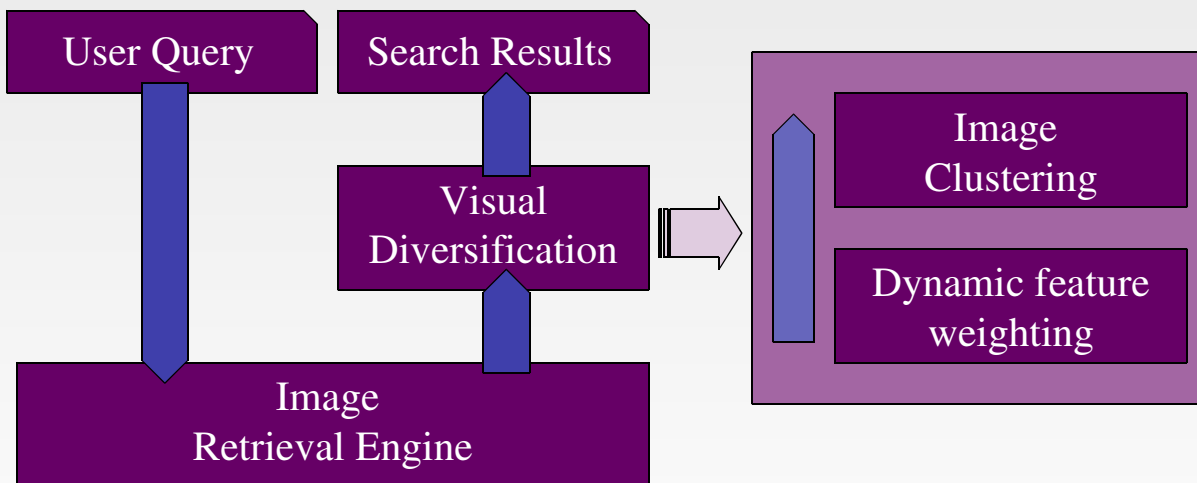 User Query
Search Results
Visual
Diversification
Image
Retrieval Engine
Image
Clustering
Dynamic feature
weighting